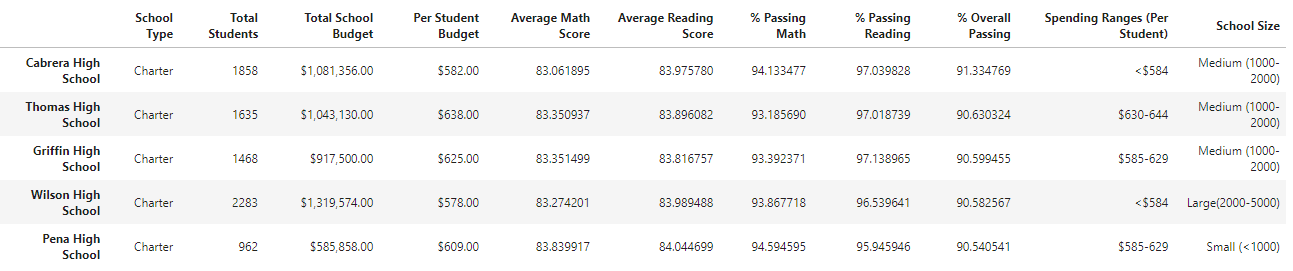 School Type Total Students Total School Budget Per Student Budget Average Math Score Average Reading Score % Passing Math % Passing Reading % Overall Passing Spending Ranges (Per Student) School Size
Cabrera High School Charter 1858 $1,081,356.00 $582.00 83.061895 83.975780 94.133477 97.039828 91.334769 <$584 Medium (1000-2000)
Thomas High School Charter 1635 $1,043,130.00 $638.00 83.350937 83.896082 93.185690 97.018739 90.630324 $630-644 Medium (1000-2000)
Griffin High School Charter 1468 $917,500.00 $625.00 83.351499 83.816757 93.392371 97.138965 90.599455 $585-629 Medium (1000-2000)
Wilson High School Charter 2283 $1,319,574.00 $578.00 83.274201 83.989488 93.867718 96.539641 90.582567 <$584 Large(2000-5000)
Pena High School Charter 962 $585,858.00 $609.00 83.839917 84.044699 94.594595 95.945946 90.540541 $585-629 Small (<1000)